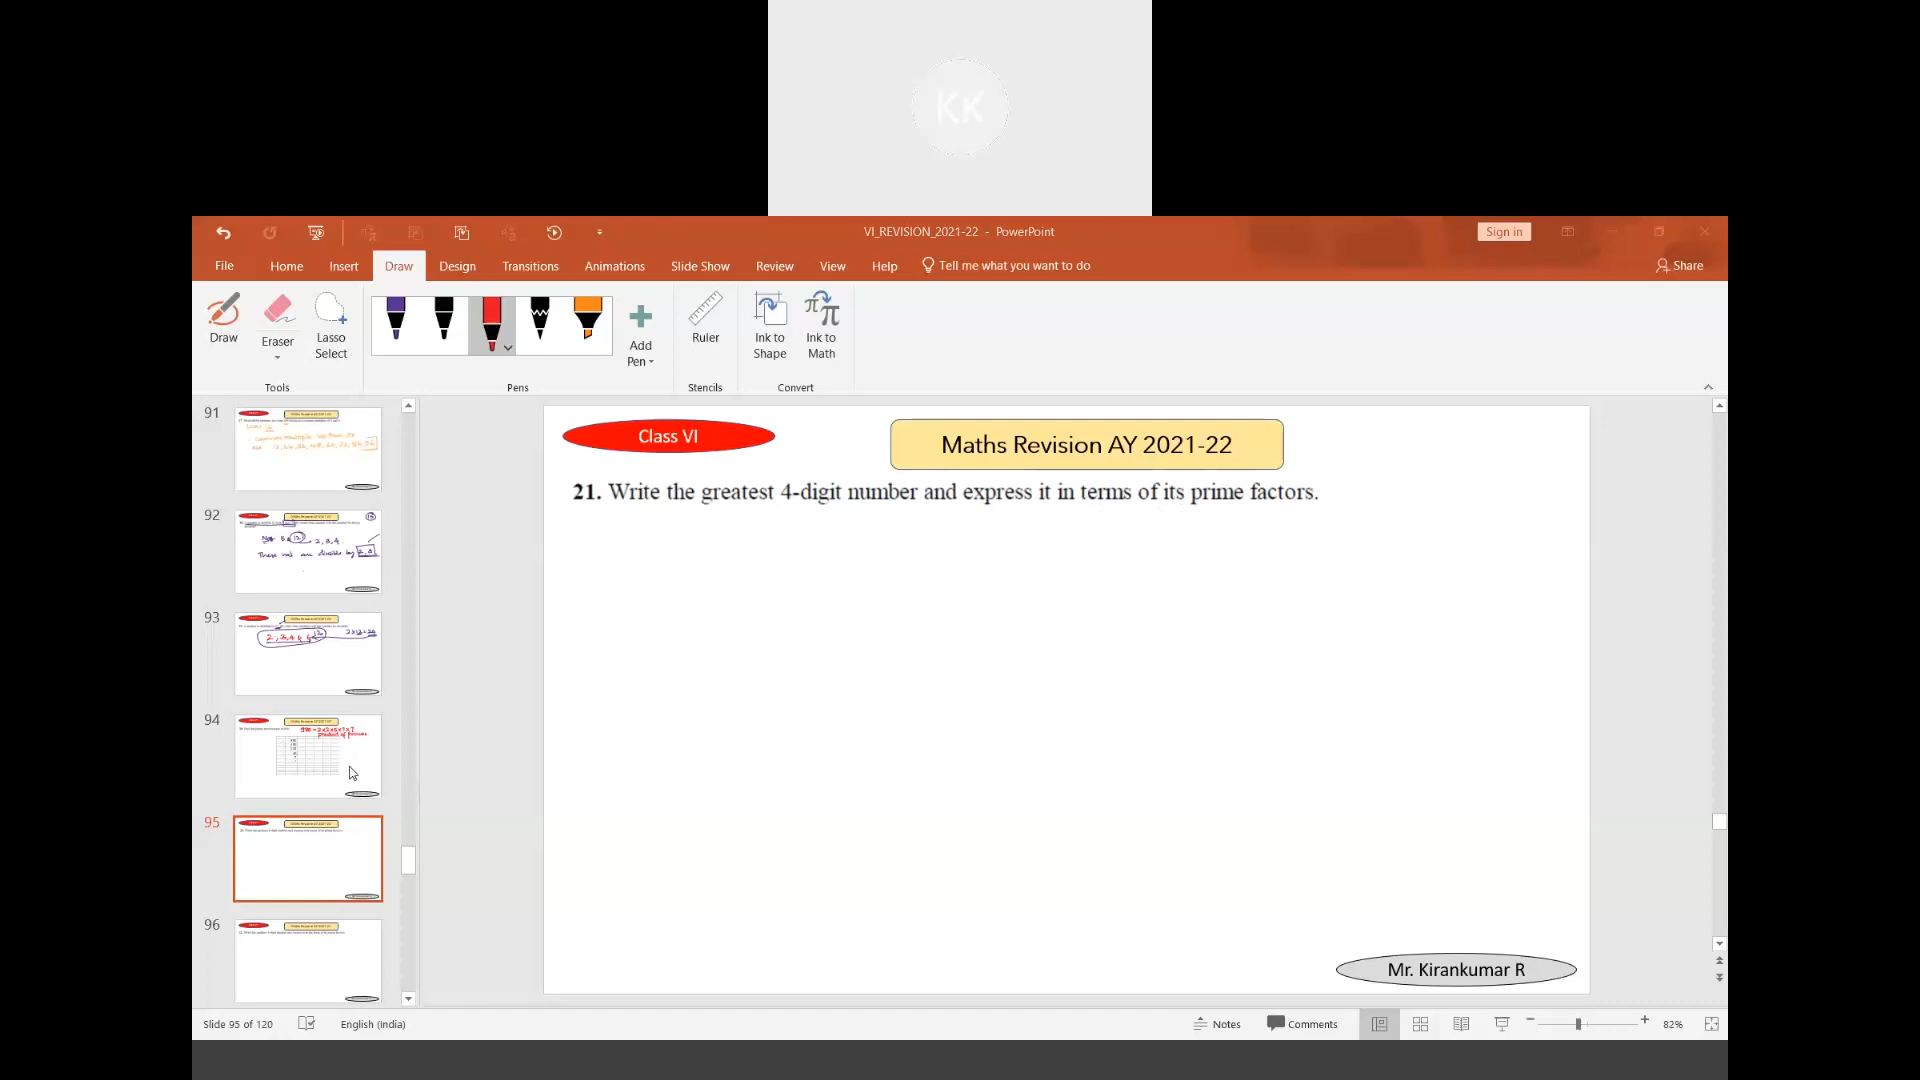 KK
VI_REVISION_2021-22 - PowerPoint
Sign in
File Home Insert Draw Design Transitions Animations Slide Show Review View Help Tell me what you want to do Share
Draw
Eraser
Lasso Select
Add Pen
Ruler
Ink to Shape
Ink to Math
Tools
Pens
Stencils
Convert
91
92
93
94
95
96
Class VI
Maths Revision AY 2021-22
21. Write the greatest 4-digit number and express it in terms of its prime factors.
Mr. Kirankumar R
Slide 95 of 120 English (India) Notes Comments 82%